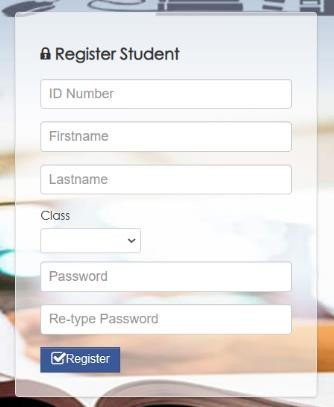 Register Student
ID Number
Firstname
Lastname
Class
Password
Re-type Password
Register